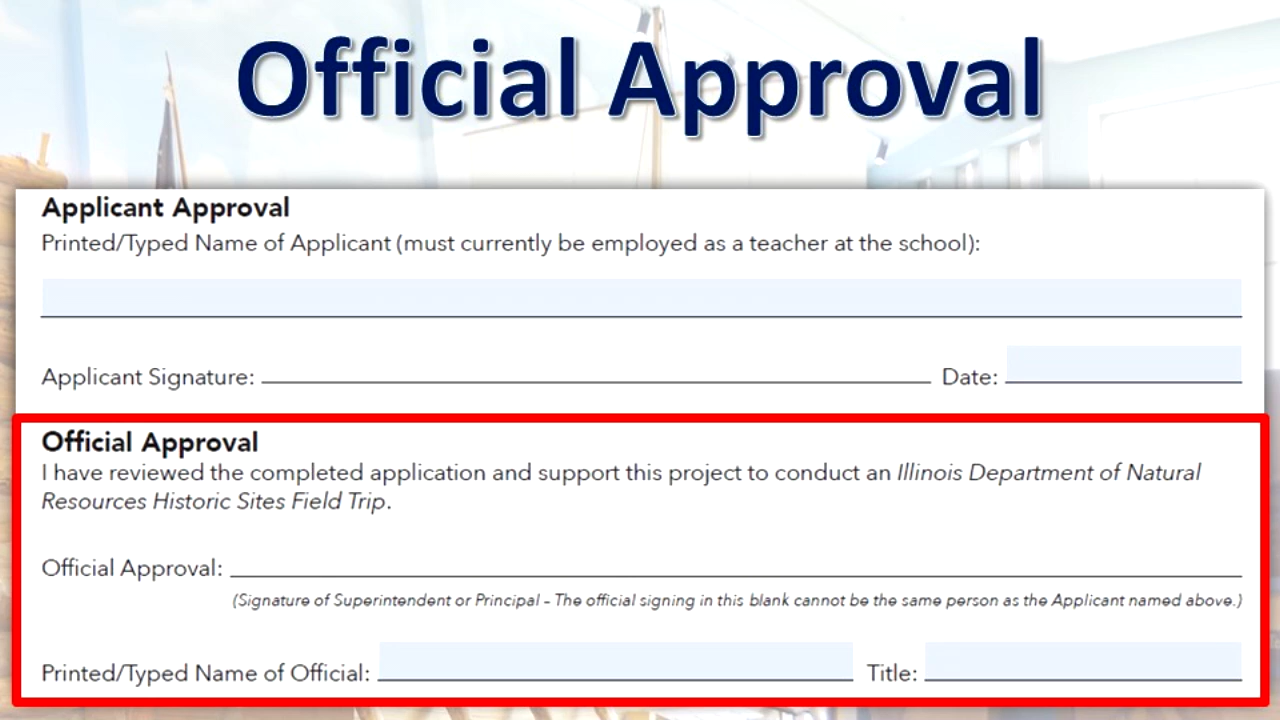 Official Approval
Applicant Approval
Printed/Typed Name of Applicant (must currently be employed as a teacher at the school):
Applicant Signature: Date:
Official Approval
I have reviewed the completed application and support this project to conduct an Illinois Department of Natural
Resources Historic Sites Field Trip.
Official Approval:
(Signature of Superintendent or Principal – The official signing in this blank cannot be the same person as the Applicant named above.)
Printed/Typed Name of Official: Title: